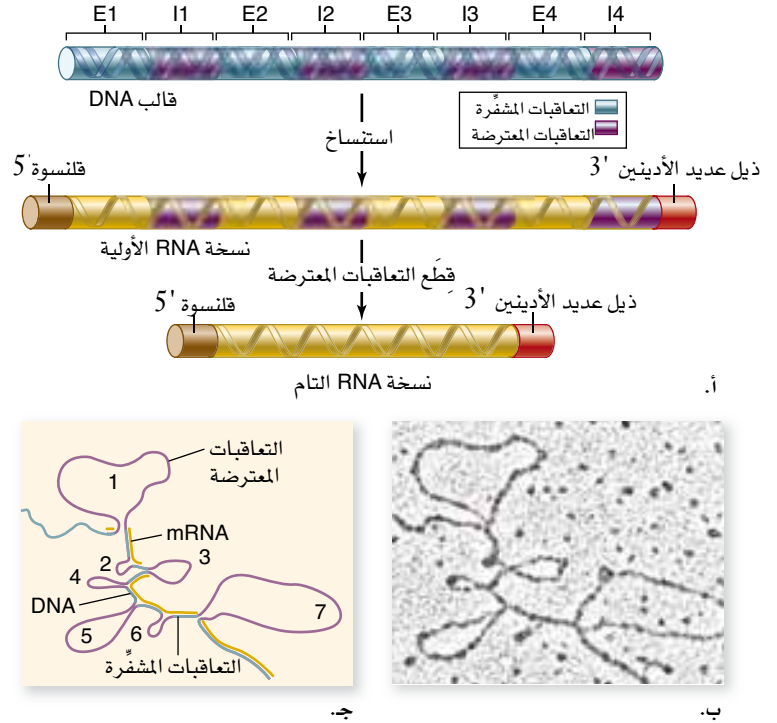 E1 I1 E2 I2 E3 I3 E4 I4
قالب DNA
التعاقبات المشفِّرة
التعاقبات المعترضة
استنساخ
قلنسوة 5'
ذيل عديد الأدينين 3'
نسخة RNA الأولية
قِطَع التعاقبات المعترضة
قلنسوة 5'
ذيل عديد الأدينين 3'
نسخة RNA التام
أ.
التعاقبات
المعترضة
1
mRNA
2
3
4
DNA
5
6
7
التعاقبات المشفِّرة
ب.
جـ.